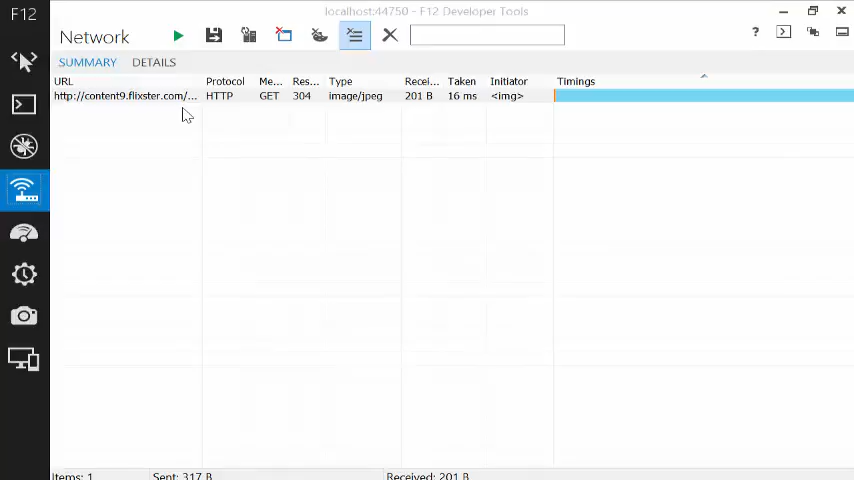 F12
localhost:44750 - F12 Developer Tools
Network
?
SUMMARY DETAILS
URL Protocol Me... Res... Type Recei... Taken Initiator Timings
http://content9.flixster.com/... HTTP GET 304 image/jpeg 201 B 16 ms <img>
Items: 1 Sent: 317 B Received: 201 B